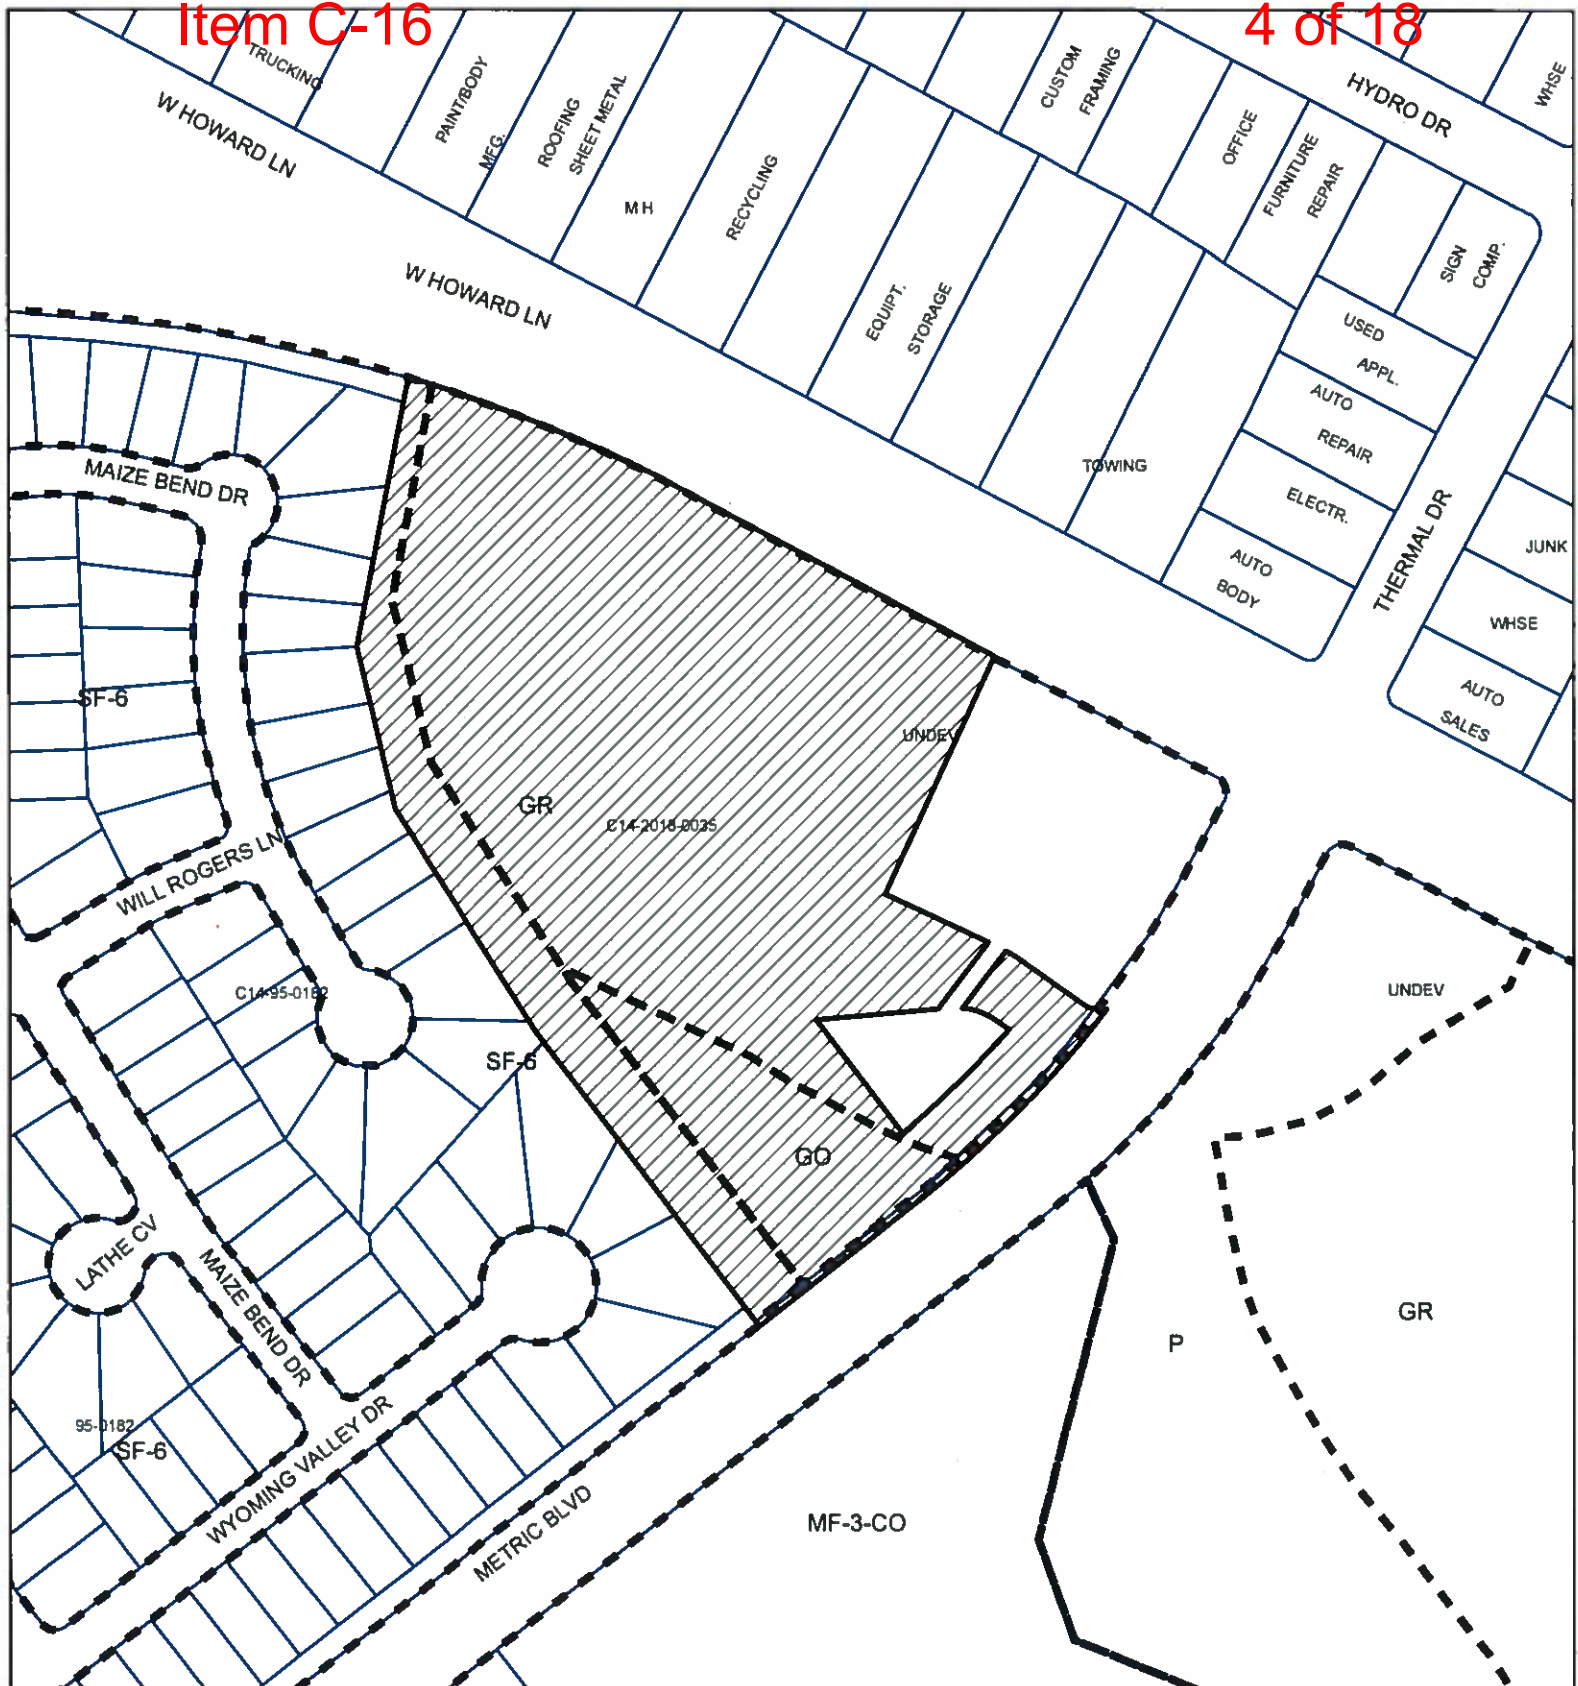 Item C-16
4 of 18
TRUCKING
W HOWARD LN
PAINT/BODY
MFG.
ROOFING
SHEET METAL
M H
RECYCLING
CUSTOM
FRAMING
HYDRO DR
WHSE
OFFICE
FURNITURE
REPAIR
SIGN
COMP.
W HOWARD LN
EQUIPT.
STORAGE
USED
APPL.
AUTO
REPAIR
TOWING
ELECTR.
AUTO
BODY
THERMAL DR
JUNK
WHSE
AUTO
SALES
MAIZE BEND DR
SF-6
UNDEV
GR
C14-2018-0035
WILL ROGERS LN
C14-95-0182
SF-6
UNDEV
GO
LATHE CV
MAIZE BEND DR
GR
P
95-0182
SF-6
WYOMING VALLEY DR
METRIC BLVD
MF-3-CO